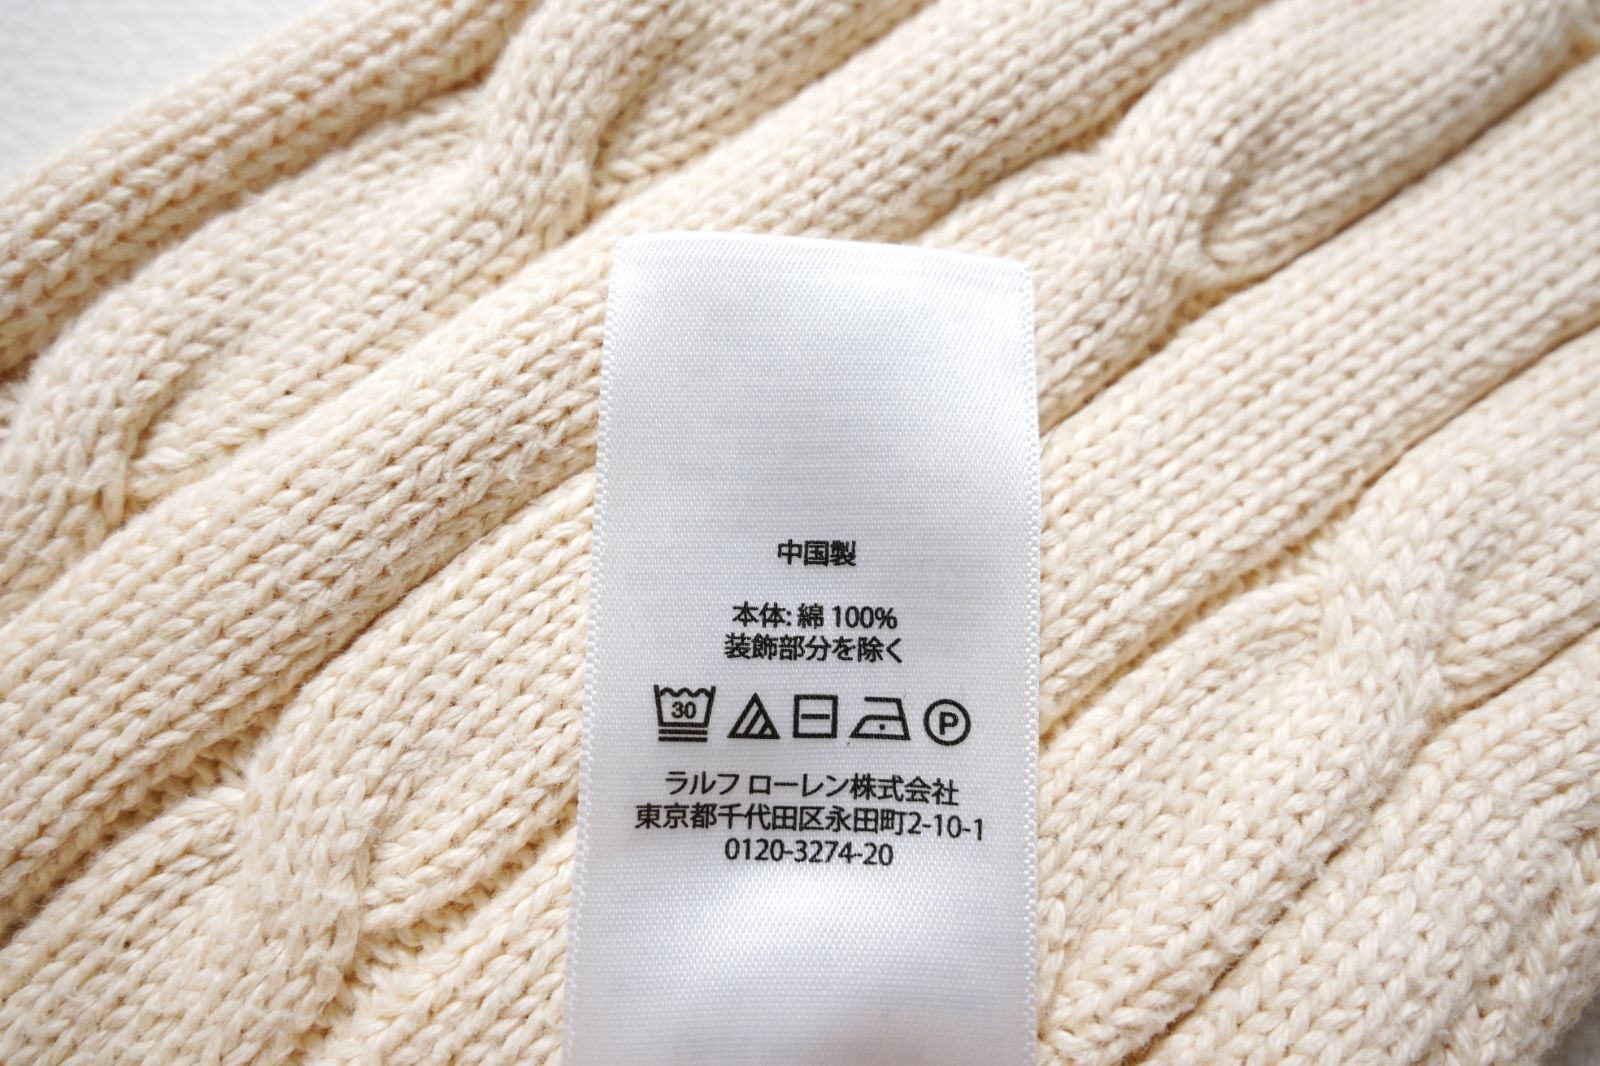 中国製
本体: 綿 100%
装飾部分を除く
30 P
ラルフ ローレン株式会社
東京都千代田区永田町2-10-1
0120-3274-20